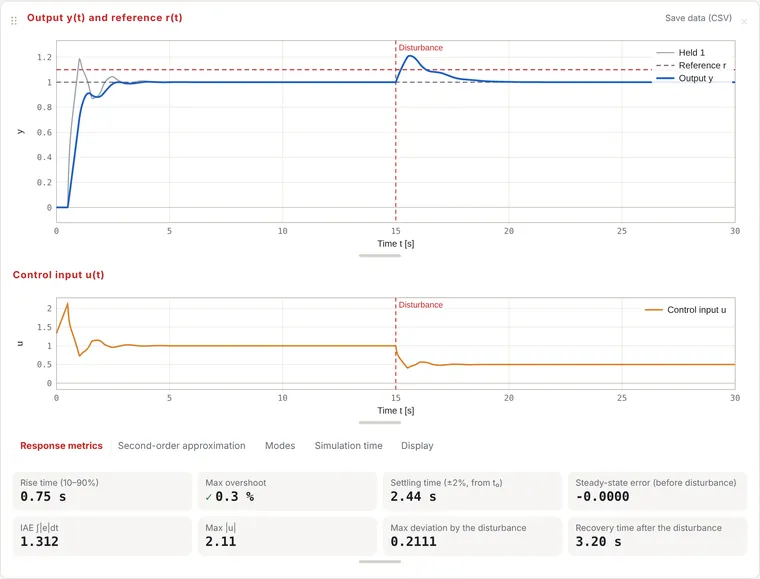 Output y(t) and reference r(t)
Save data (CSV) ×
Disturbance
Held 1
Reference r
Output y
1.2
1
0.8
0.6
0.4
0.2
0
y
0 5 10 15 20 25 30
Time t [s]
Control input u(t)
Disturbance
Control input u
2
1.5
1
0.5
0
u
0 5 10 15 20 25 30
Time t [s]
Response metrics Second-order approximation Modes Simulation time Display
Rise time (10–90%) Max overshoot Settling time (±2%, from t₀) Steady-state error (before disturbance)
0.75 s ✓ 0.3 % 2.44 s -0.0000
IAE ∫|e|dt Max |u| Max deviation by the disturbance Recovery time after the disturbance
1.312 2.11 0.2111 3.20 s